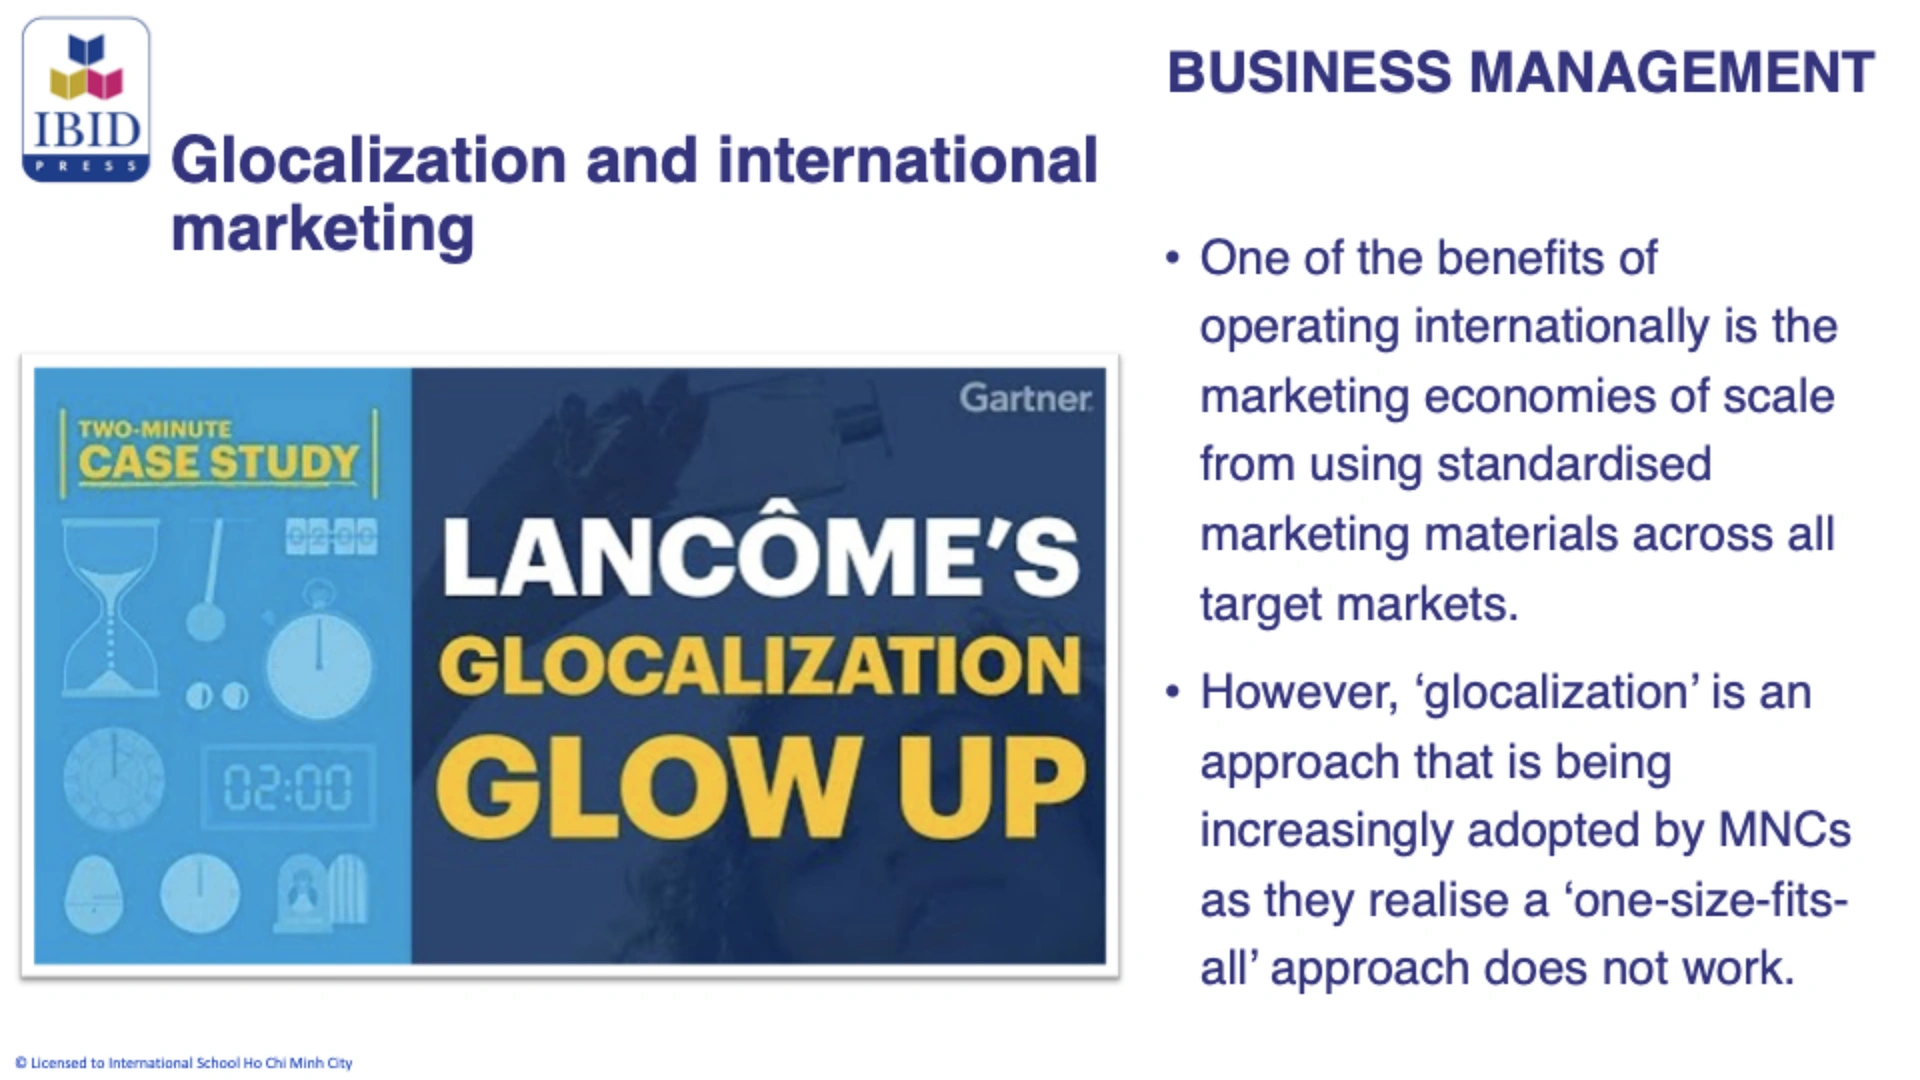 IBID
PRESS
BUSINESS MANAGEMENT
Glocalization and international
marketing
TWO-MINUTE
CASE STUDY
02:00
02:00
Gartner.
LANCÔME’S
GLOCALIZATION
GLOW UP
• One of the benefits of
operating internationally is the
marketing economies of scale
from using standardised
marketing materials across all
target markets.
• However, ‘glocalization’ is an
approach that is being
increasingly adopted by MNCs
as they realise a ‘one-size-fits-
all’ approach does not work.
© Licensed to International School Ho Chi Minh City